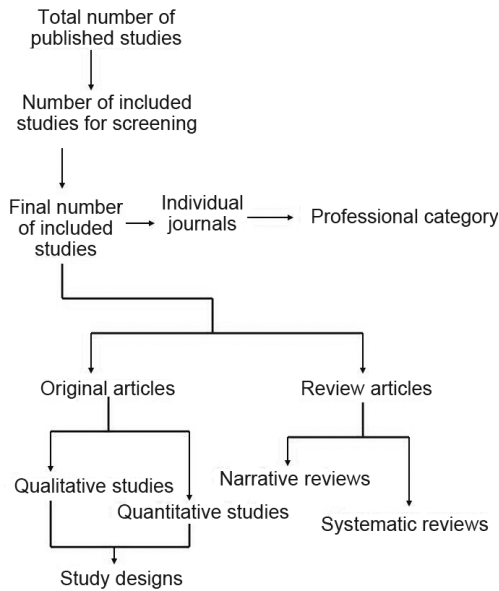 Total number of
published studies
Number of included
studies for screening
Final number
of included
studies
Individual
journals
Professional category
Original articles
Review articles
Qualitative studies
Quantitative studies
Narrative reviews
Systematic reviews
Study designs